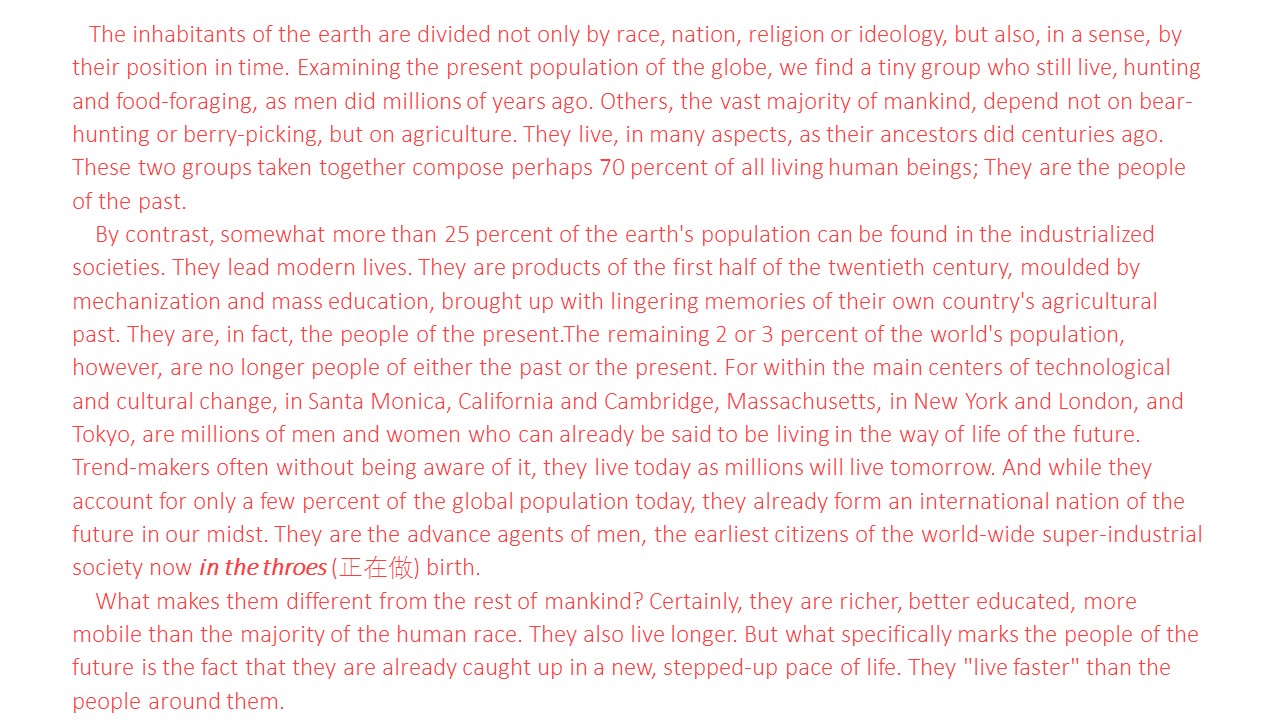 The inhabitants of the earth are divided not only by race, nation, religion or ideology, but also, in a sense, by
their position in time. Examining the present population of the globe, we find a tiny group who still live, hunting
and food-foraging, as men did millions of years ago. Others, the vast majority of mankind, depend not on bear-
hunting or berry-picking, but on agriculture. They live, in many aspects, as their ancestors did centuries ago.
These two groups taken together compose perhaps 70 percent of all living human beings; They are the people
of the past.
By contrast, somewhat more than 25 percent of the earth's population can be found in the industrialized
societies. They lead modern lives. They are products of the first half of the twentieth century, moulded by
mechanization and mass education, brought up with lingering memories of their own country's agricultural
past. They are, in fact, the people of the present.The remaining 2 or 3 percent of the world's population,
however, are no longer people of either the past or the present. For within the main centers of technological
and cultural change, in Santa Monica, California and Cambridge, Massachusetts, in New York and London, and
Tokyo, are millions of men and women who can already be said to be living in the way of life of the future.
Trend-makers often without being aware of it, they live today as millions will live tomorrow. And while they
account for only a few percent of the global population today, they already form an international nation of the
future in our midst. They are the advance agents of men, the earliest citizens of the world-wide super-industrial
society now in the throes (正在做) birth.
What makes them different from the rest of mankind? Certainly, they are richer, better educated, more
mobile than the majority of the human race. They also live longer. But what specifically marks the people of the
future is the fact that they are already caught up in a new, stepped-up pace of life. They "live faster" than the
people around them.